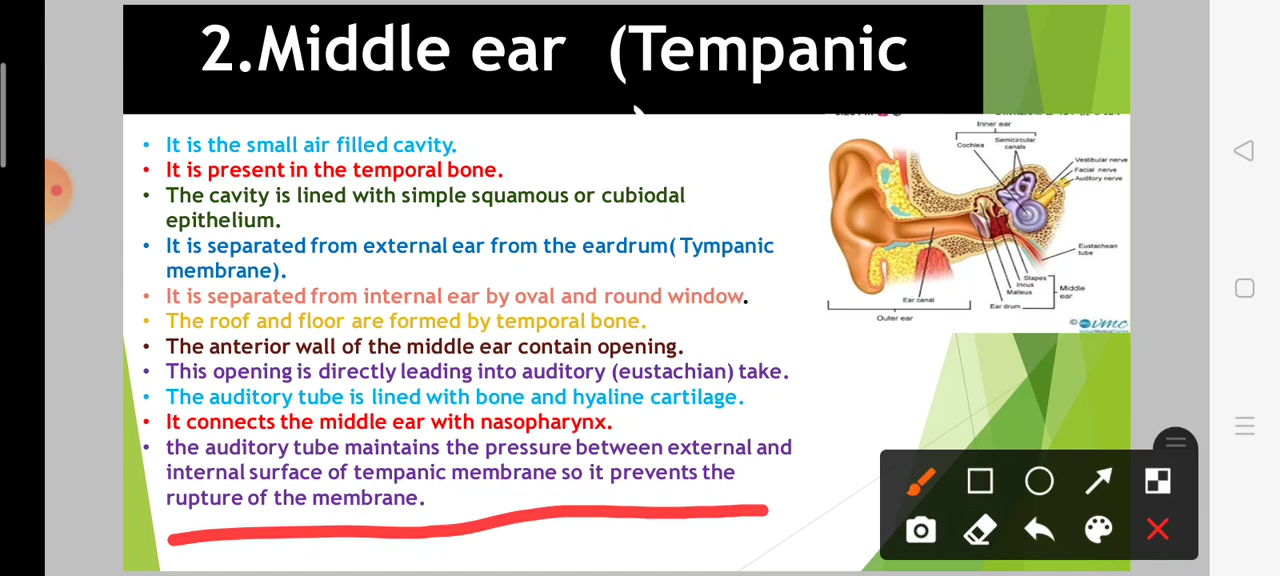 2.Middle ear (Tempanic
)
• It is the small air filled cavity.
• It is present in the temporal bone.
• The cavity is lined with simple squamous or cubiodal
epithelium.
• It is separated from external ear from the eardrum( Tympanic
membrane).
• It is separated from internal ear by oval and round window.
• The roof and floor are formed by temporal bone.
• The anterior wall of the middle ear contain opening.
• This opening is directly leading into auditory (eustachian) take.
• The auditory tube is lined with bone and hyaline cartilage.
• It connects the middle ear with nasopharynx.
• the auditory tube maintains the pressure between external and
internal surface of tempanic membrane so it prevents the
rupture of the membrane.
Inner ear
Cochlea
Semicircular
canals
Vestibular nerve
Facial nerve
Auditory nerve
Eustachean
tube
Stapes
Incus
Malleus
Middle
ear
Ear drum
Ear canal
Outer ear
© vmc